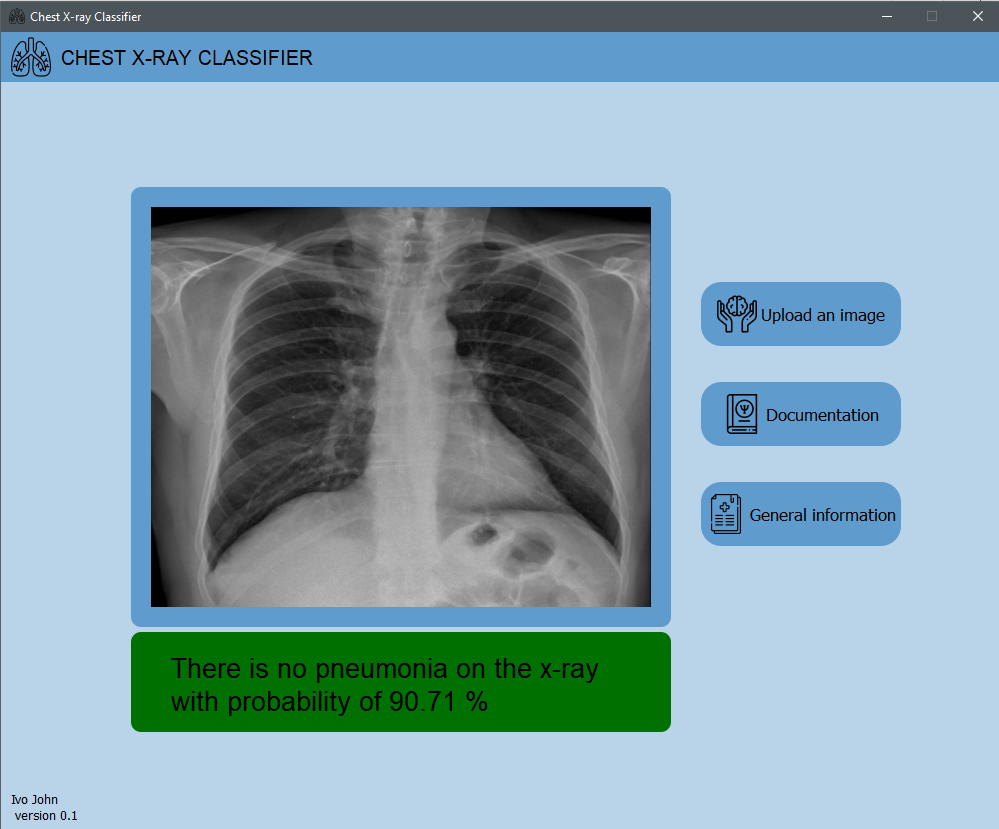 Chest X-ray Classifier
CHEST X-RAY CLASSIFIER
Upload an image
Documentation
General information
There is no pneumonia on the x-ray
with probability of 90.71 %
Ivo John
version 0.1